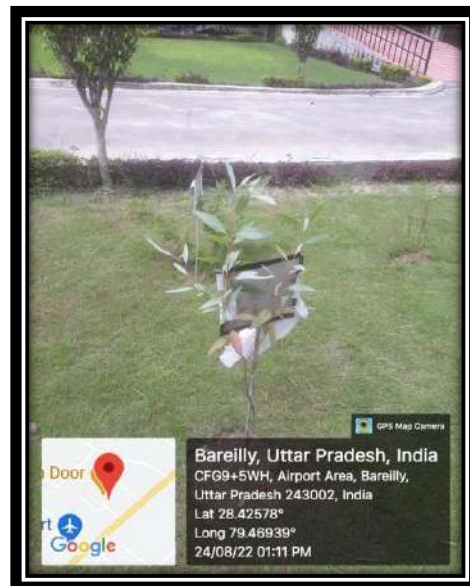 GPS Map Camera
Door
rt
Google
Bareilly, Uttar Pradesh, India
CFG9+5WH, Airport Area, Bareilly,
Uttar Pradesh 243002, India
Lat 28.42578°
Long 79.46939°
24/08/22 01:11 PM